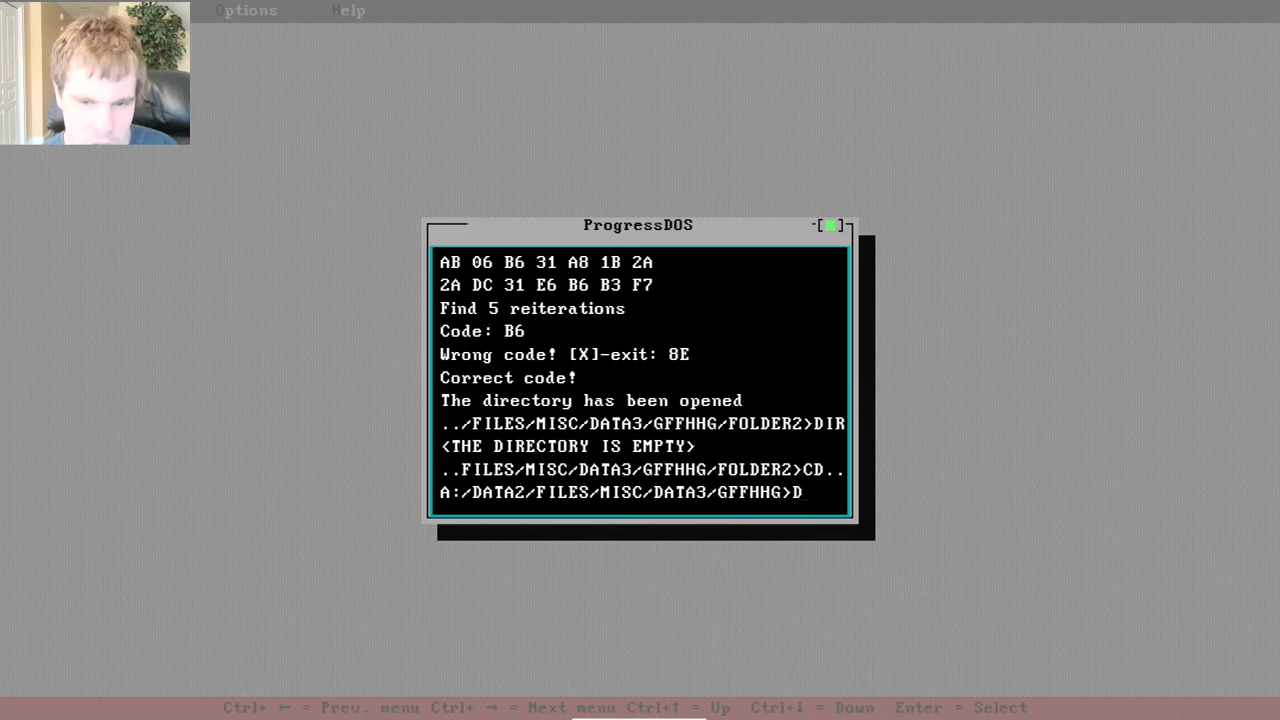 Options Help
ProgressDOS
AB 06 B6 31 A8 1B 2A
2A DC 31 E6 B6 B3 F7
Find 5 reiterations
Code: B6
Wrong code! [X]-exit: 8E
Correct code!
The directory has been opened
../FILES/MISC/DATA3/GFFHHG/FOLDER2>DIR
<THE DIRECTORY IS EMPTY>
..FILES/MISC/DATA3/GFFHHG/FOLDER2>CD..
A:/DATA2/FILES/MISC/DATA3/GFFHHG>D_
Ctrl+ ← = Prev. menu Ctrl+ → = Next menu Ctrl+↑ = Up Ctrl+↓ = Down Enter = Select